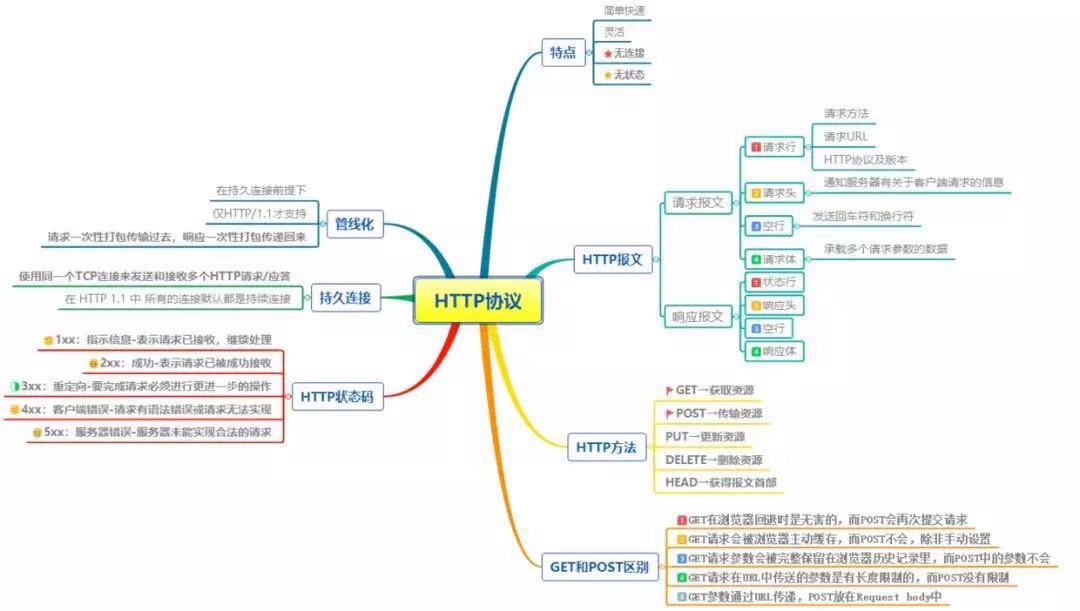 HTTP协议
特点
简单快速
灵活
无连接
无状态
HTTP报文
请求报文
1 请求行
请求方法
请求URL
HTTP协议及版本
2 请求头
通知服务器有关于客户端请求的信息
3 空行
发送回车符和换行符
4 请求体
承载多个请求参数的数据
响应报文
1 状态行
2 响应头
3 空行
4 响应体
HTTP方法
GET→获取资源
POST→传输资源
PUT→更新资源
DELETE→删除资源
HEAD→获得报文首部
GET和POST区别
1 GET在浏览器回退时是无害的，而POST会再次提交请求
2 GET请求会被浏览器主动缓存，而POST不会，除非手动设置
3 GET请求参数会被完整保留在浏览器历史记录里，而POST中的参数不会
4 GET请求在URL中传送的参数是有长度限制的，而POST没有限制
GET参数通过URL传递，POST放在Request body中
管线化
在持久连接前提下
仅HTTP/1.1才支持
请求一次性打包传输过去，响应一次性打包传递回来
持久连接
使用同一个TCP连接来发送和接收多个HTTP请求/应答
在 HTTP 1.1 中 所有的连接默认都是持续连接
HTTP状态码
1xx：指示信息-表示请求已接收，继续处理
2xx：成功-表示请求已被成功接收
3xx：重定向-要完成请求必须进行更进一步的操作
4xx：客户端错误-请求有语法错误或请求无法实现
5xx：服务器错误-服务器未能实现合法的请求